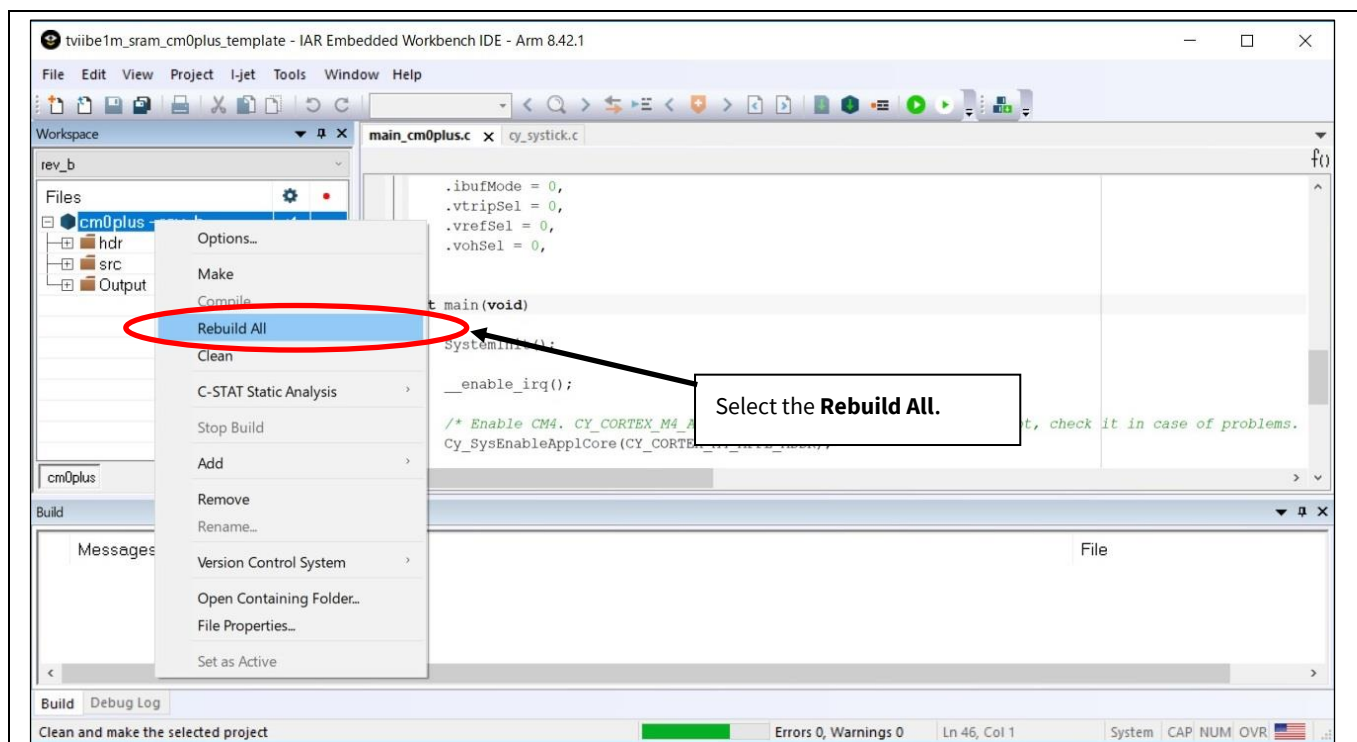 tviibe1m_sram_cm0plus_template - IAR Embedded Workbench IDE - Arm 8.42.1
File Edit View Project I-jet Tools Window Help
Workspace
main_cm0plus.c x cy_systick.c
rev_b
f()
Files
.ibufMode = 0,
.vtripSel = 0,
.vrefSel = 0,
.vohSel = 0,
cm0plus -
hdr
src
Output
Options...
Make
Compile
Rebuild All
Clean
C-STAT Static Analysis
Stop Build
Add
Remove
Rename...
Version Control System
Open Containing Folder...
File Properties...
Set as Active
t main(void)
SystemInit();
__enable_irq();
/* Enable CM4. CY_CORTEX_M4_A t, check it in case of problems.
Cy_SysEnableApplCore(CY_CORTEX
Select the Rebuild All.
cm0plus
Build
Messages
File
Build Debug Log
Clean and make the selected project
Errors 0, Warnings 0
Ln 46, Col 1
System CAP NUM OVR